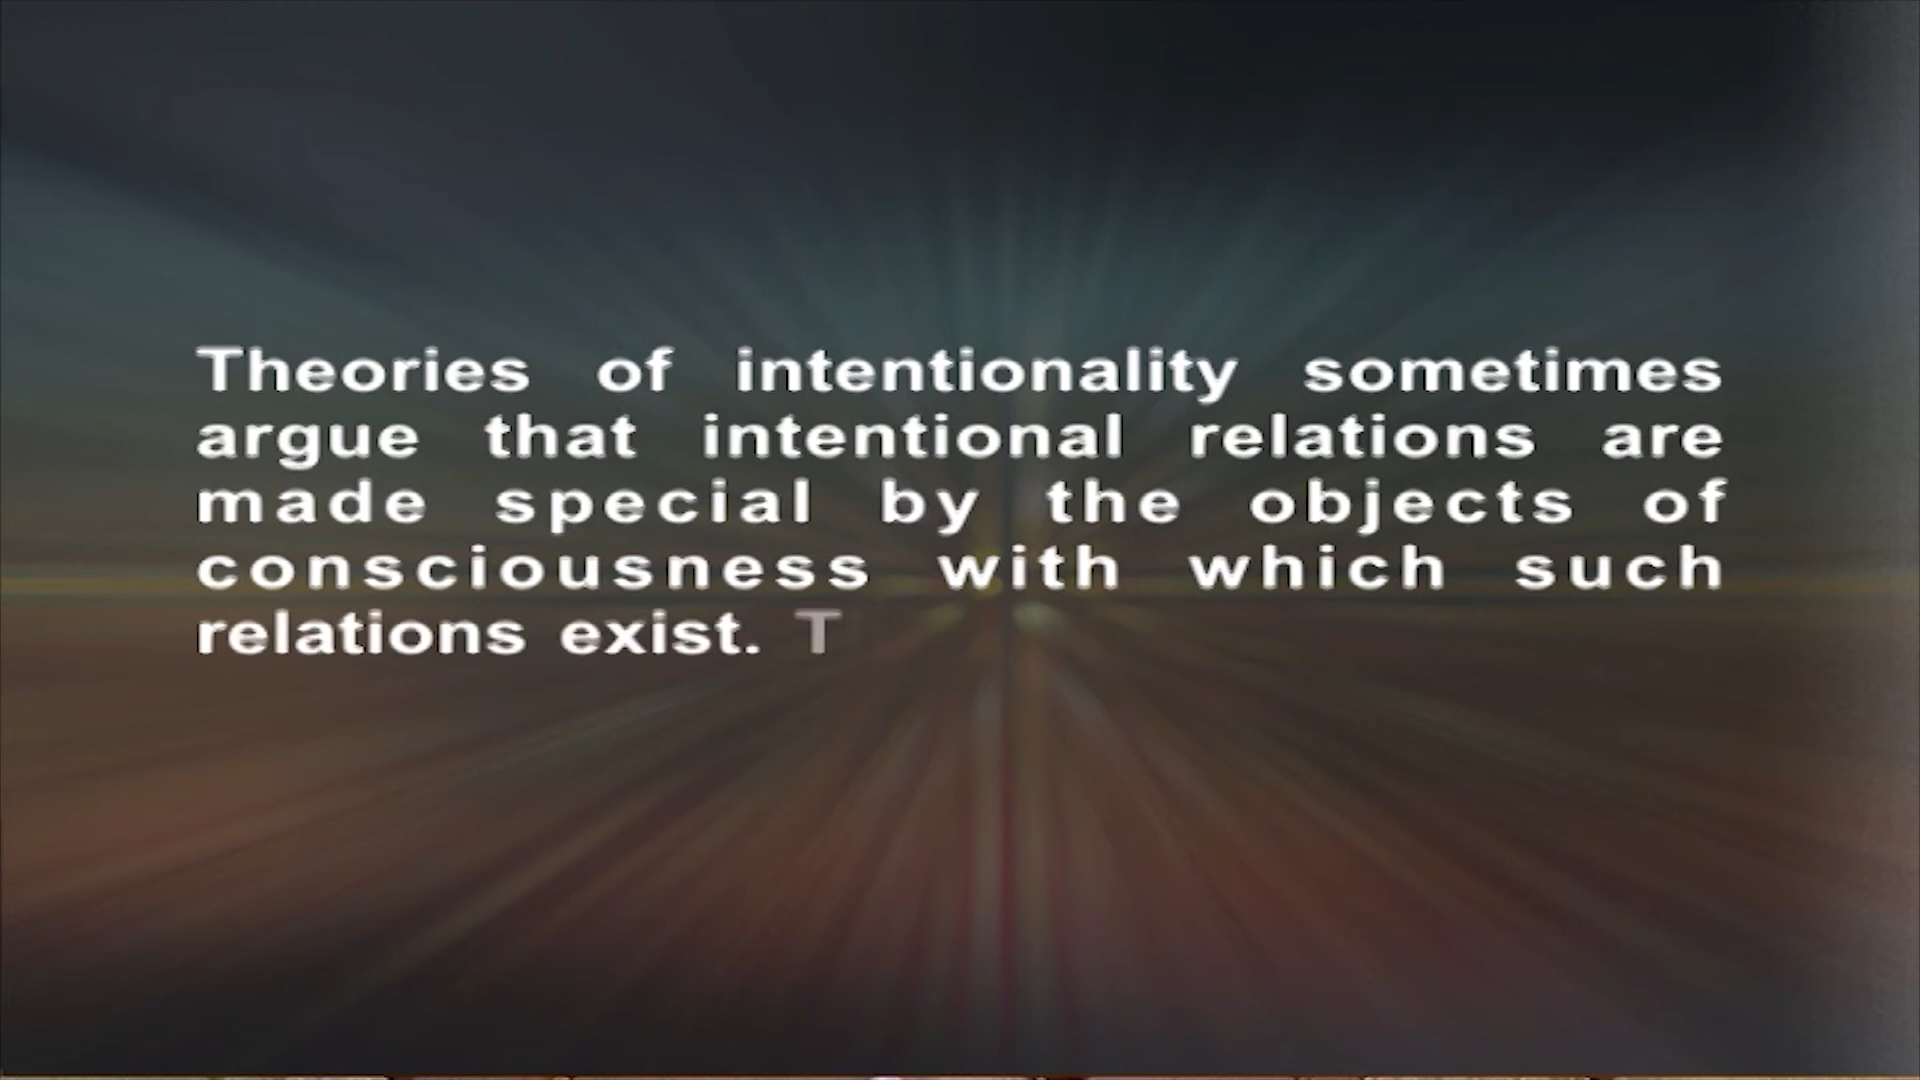 Theories of intentionality sometimes
argue that intentional relations are
made special by the objects of
consciousness with which such
relations exist. T